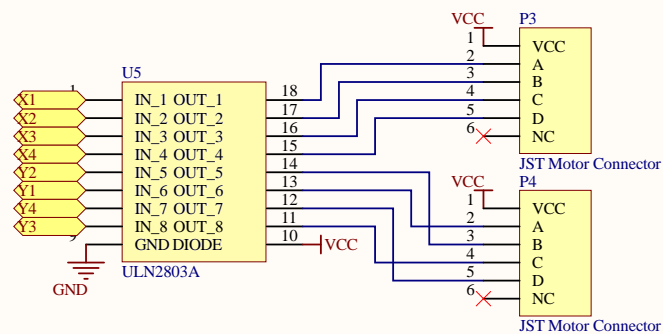 VCC
P3
1
VCC
2
A
3
B
4
C
5
D
6
NC
JST Motor Connector
U5
X1
X2
X3
X4
Y2
Y1
Y4
Y3
1
9
IN_1 OUT_1
IN_2 OUT_2
IN_3 OUT_3
IN_4 OUT_4
IN_5 OUT_5
IN_6 OUT_6
IN_7 OUT_7
IN_8 OUT_8
GND DIODE
18
17
16
15
14
13
12
11
10
VCC
ULN2803A
GND
VCC
P4
1
VCC
2
A
3
B
4
C
5
D
6
NC
JST Motor Connector